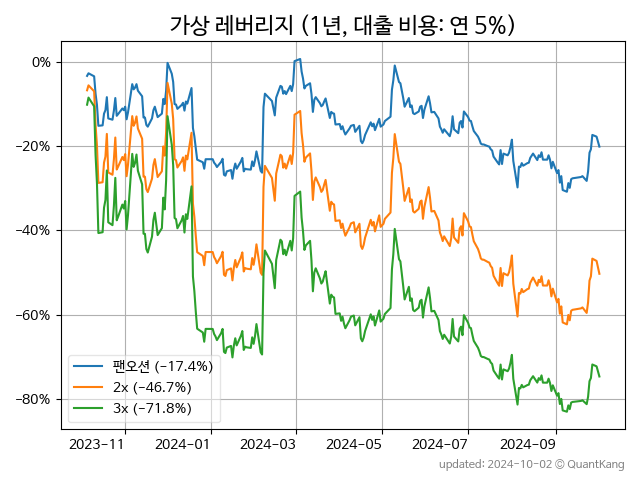 가상 레버리지 (1년, 대출 비용: 연 5%)
0%
−20%
−40%
−60%
−80%
팬오션 (−17.4%)
2x (−46.7%)
3x (−71.8%)
2023−11 2024−01 2024−03 2024−05 2024−07 2024−09
updated: 2024-10-02 © QuantKang